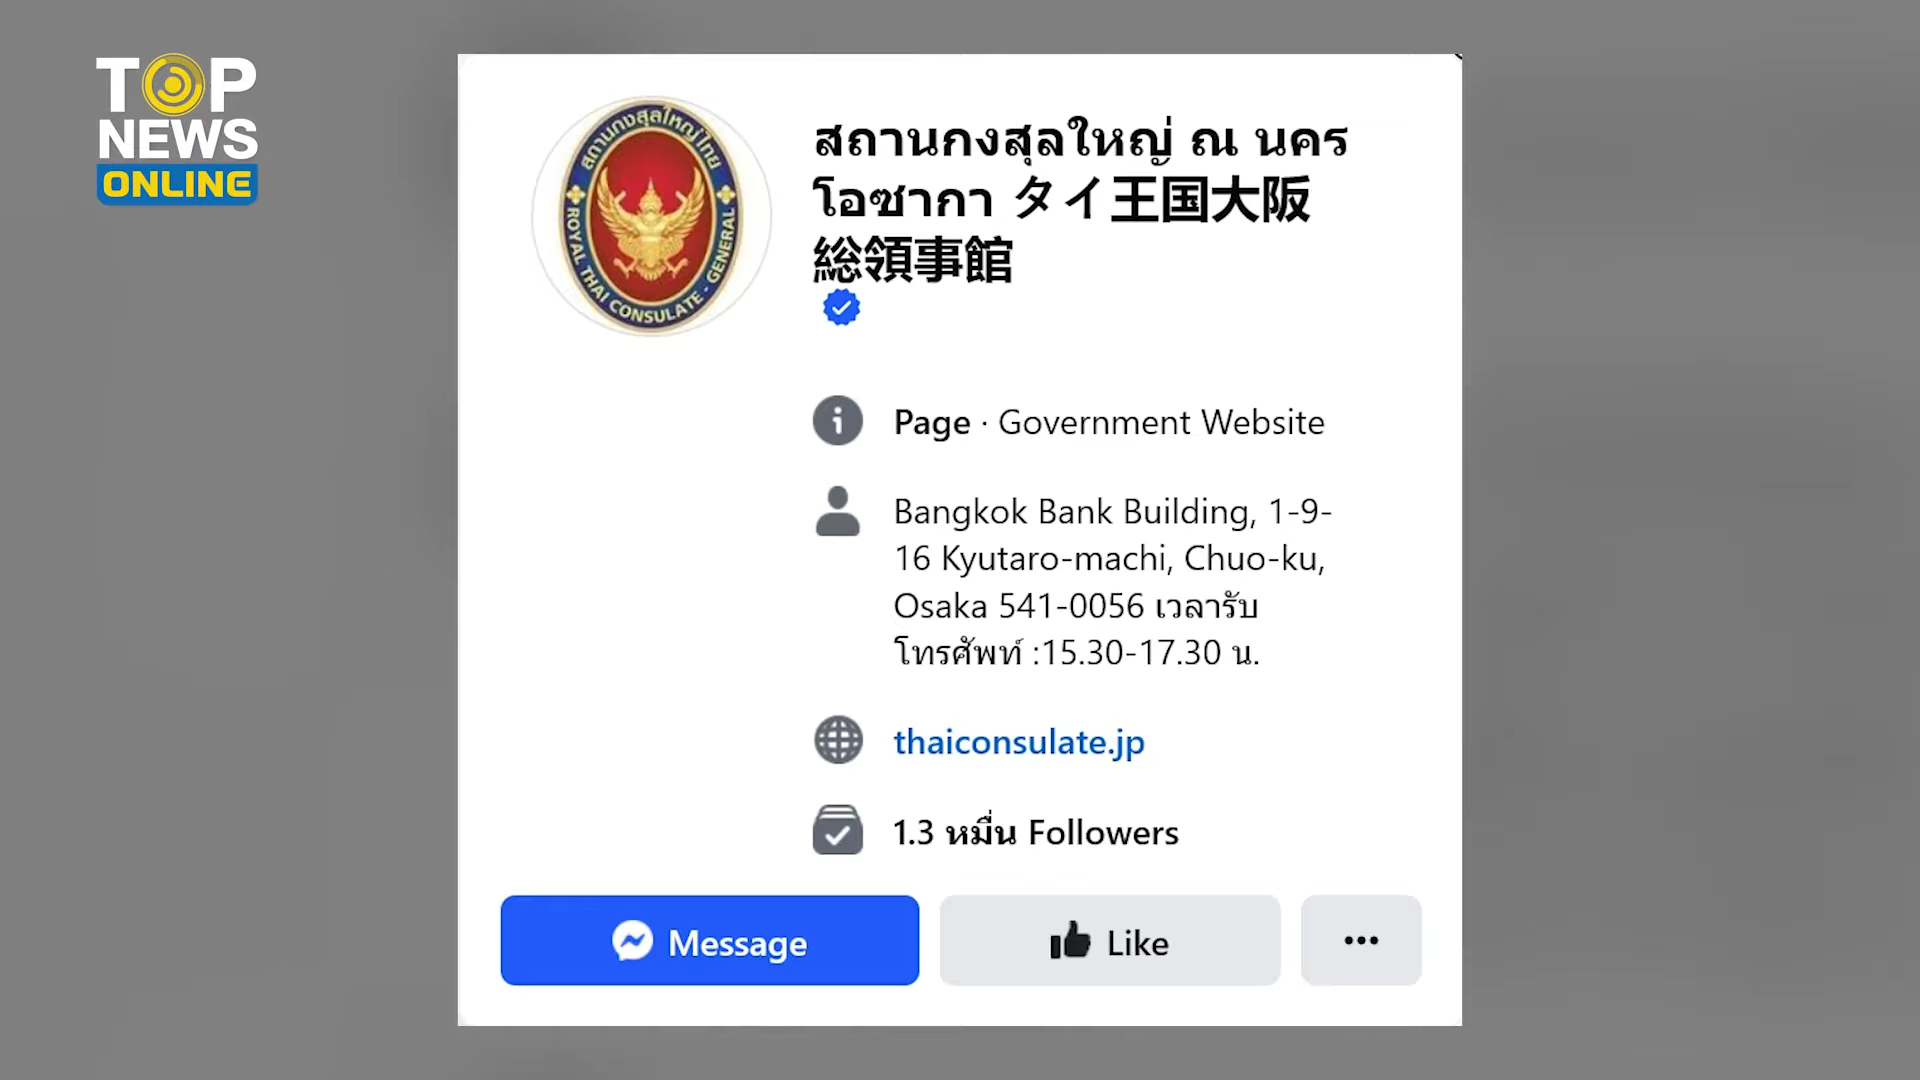 TOP
NEWS
ONLINE
สถานกงสุลใหญ่ไทย
ROYAL THAI CONSULATE - GENERAL
สถานกงสุลใหญ่ ณ นคร
โอซากา タイ王国大阪
総領事館
Page · Government Website
Bangkok Bank Building, 1-9-
16 Kyutaro-machi, Chuo-ku,
Osaka 541-0056 เวลารับ
โทรศัพท์ :15.30-17.30 น.
thaiconsulate.jp
1.3 หมื่น Followers
Message
Like